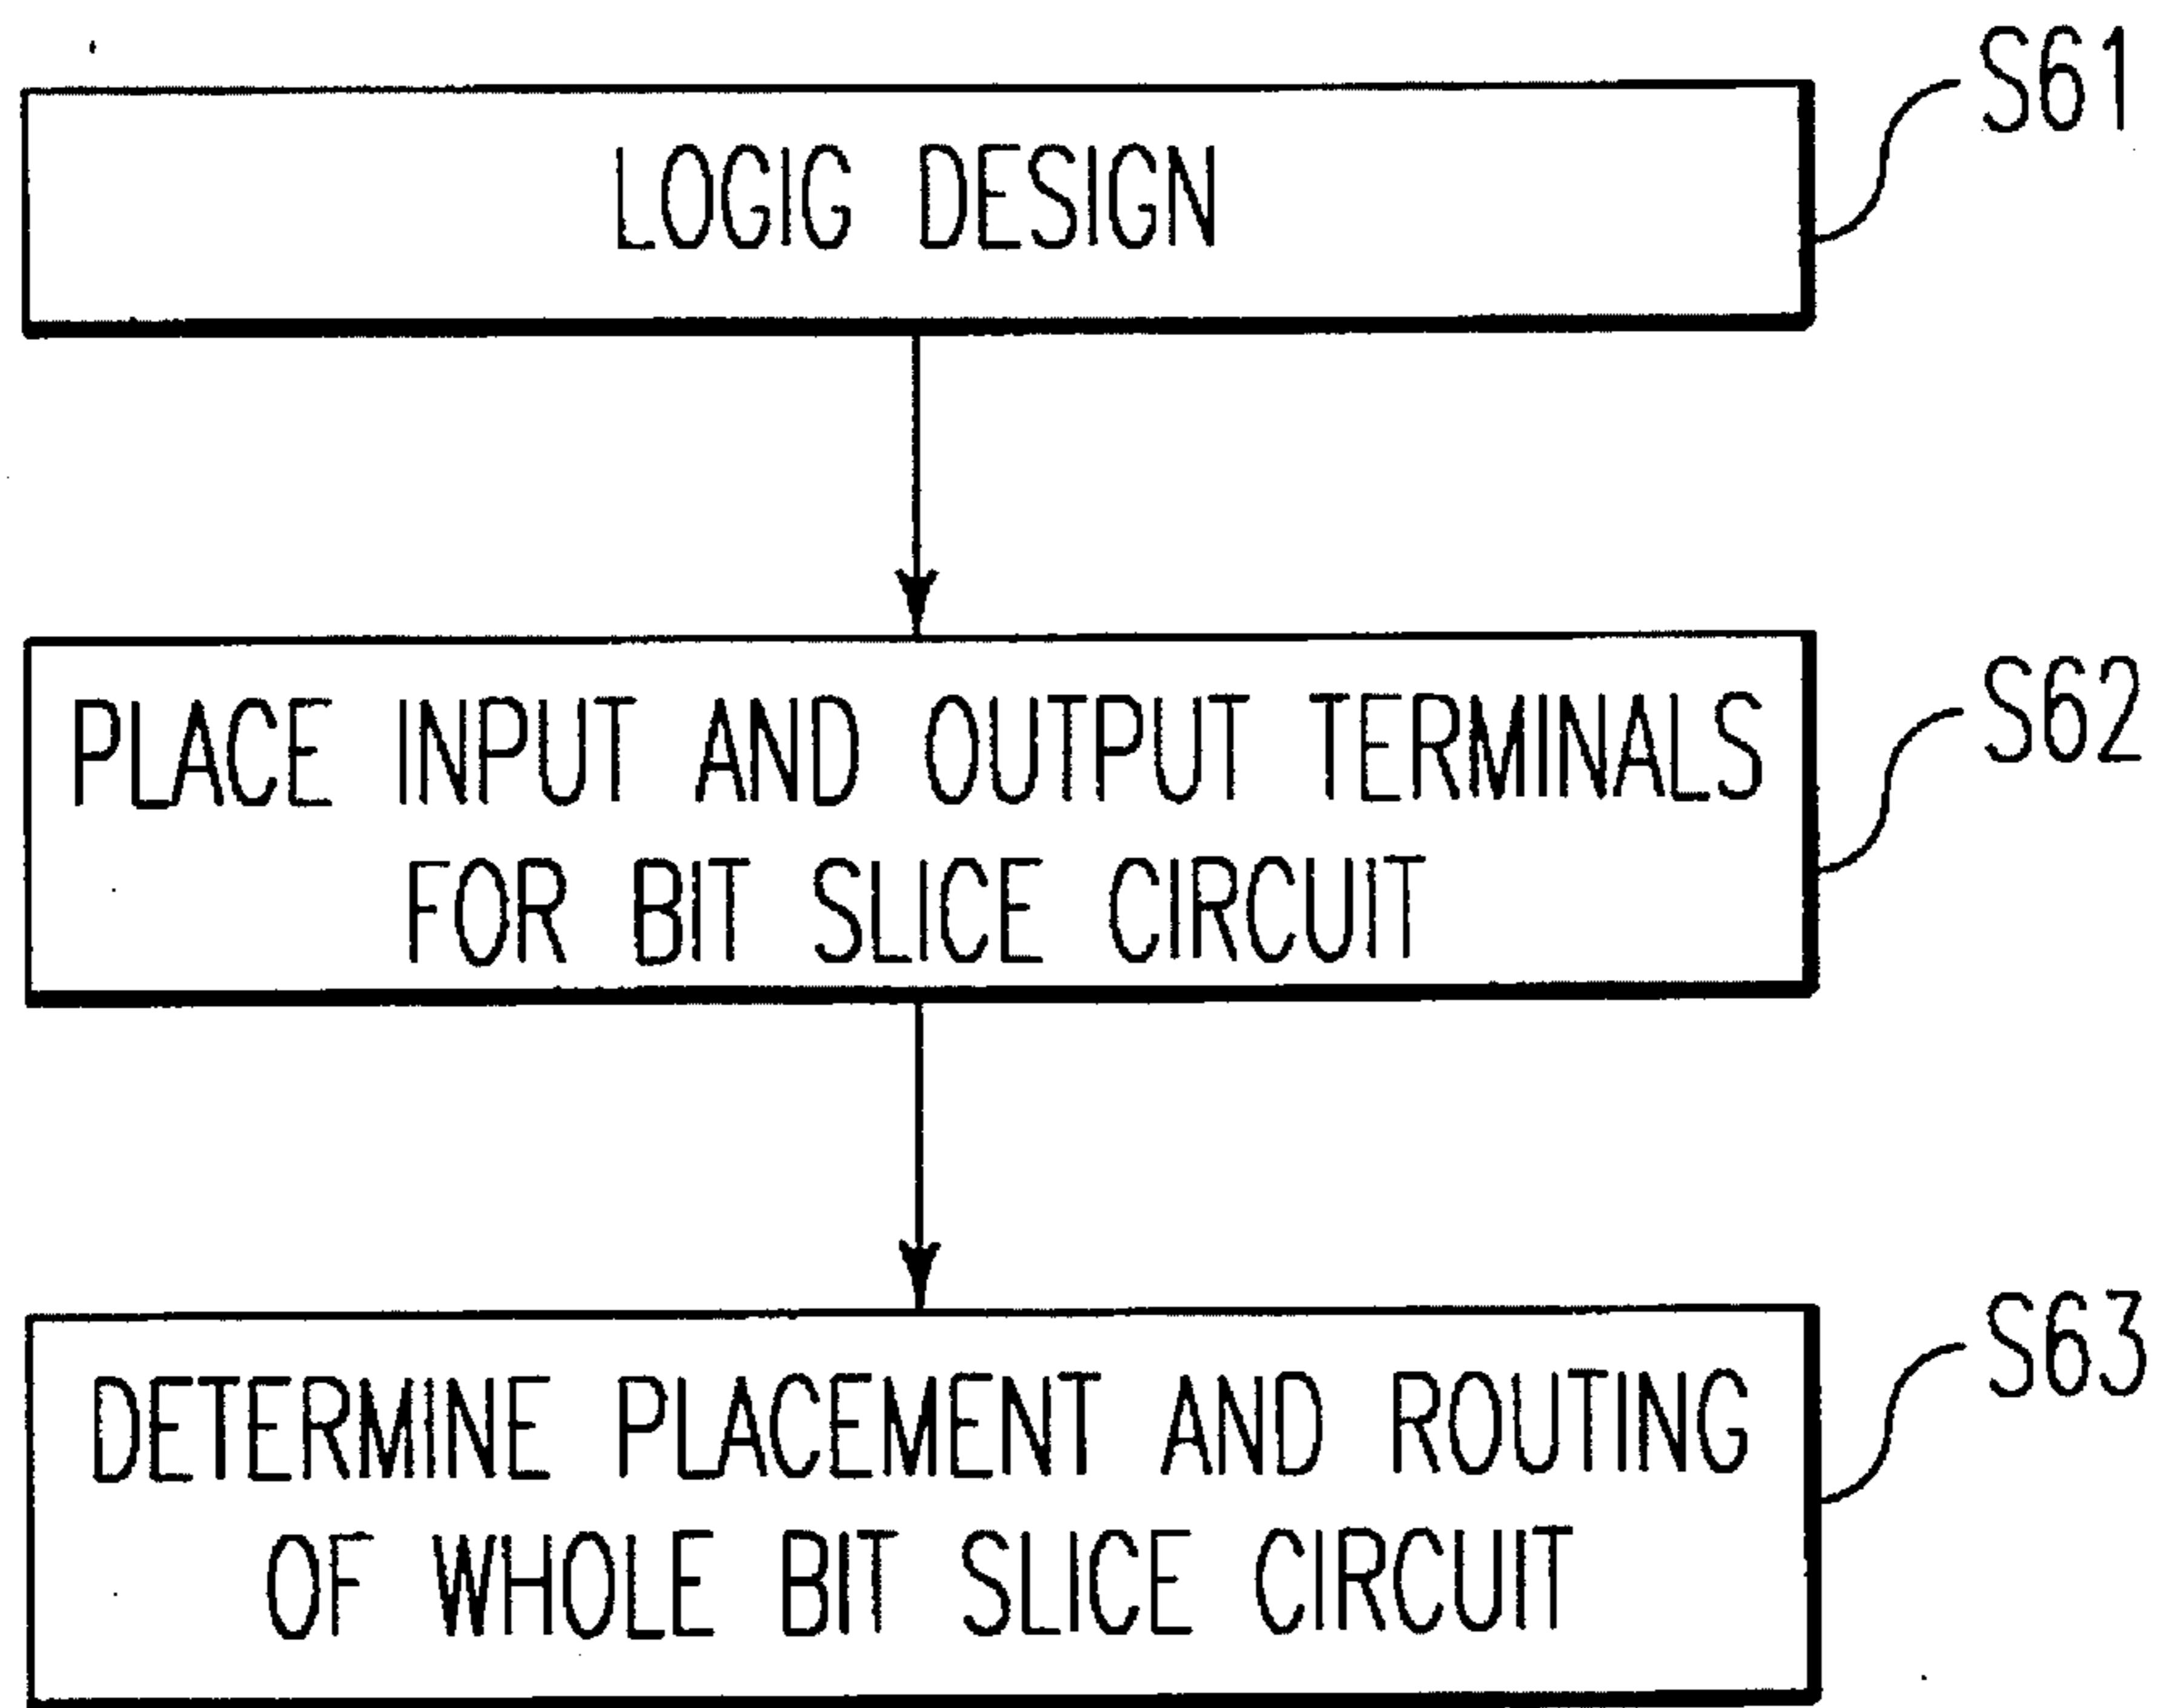 S61
LOGIG DESIGN
S62
PLACE INPUT AND OUTPUT TERMINALS
FOR BIT SLICE CIRCUIT
S63
DETERMINE PLACEMENT AND ROUTING
OF WHOLE BIT SLICE CIRCUIT